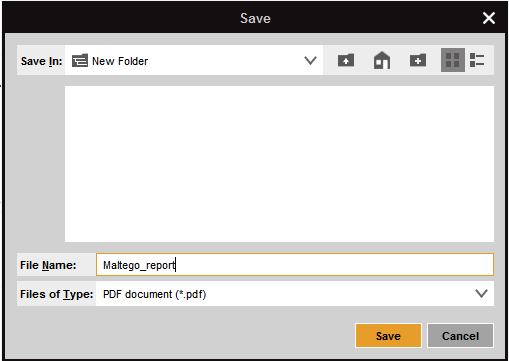 Save
Save In: New Folder
File Name: Maltego_report
Files of Type: PDF document (*.pdf)
Save Cancel